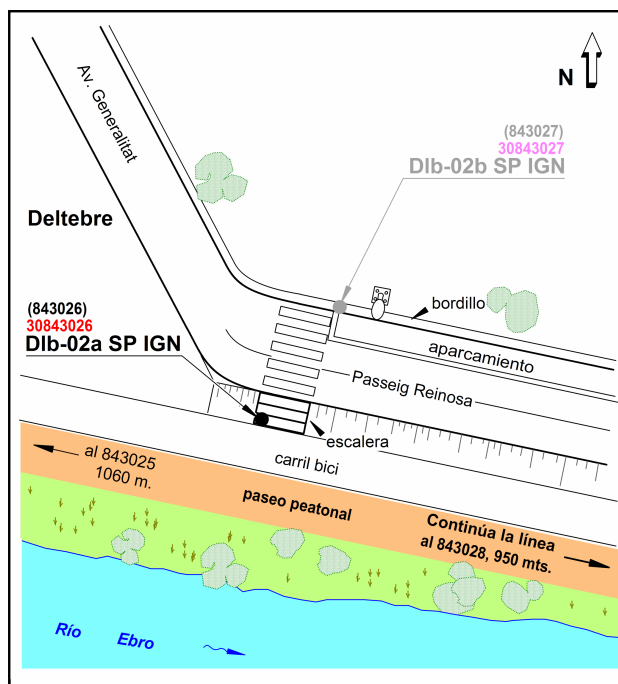 Av. Generalitat
N
(843027)
30843027
Dlb-02b SP IGN
Deltebre
(843026)
30843026
Dlb-02a SP IGN
bordillo
aparcamiento
Passeig Reinosa
escalera
carril bici
al 843025
1060 m.
paseo peatonal
Continúa la línea
al 843028, 950 mts.
Río Ebro